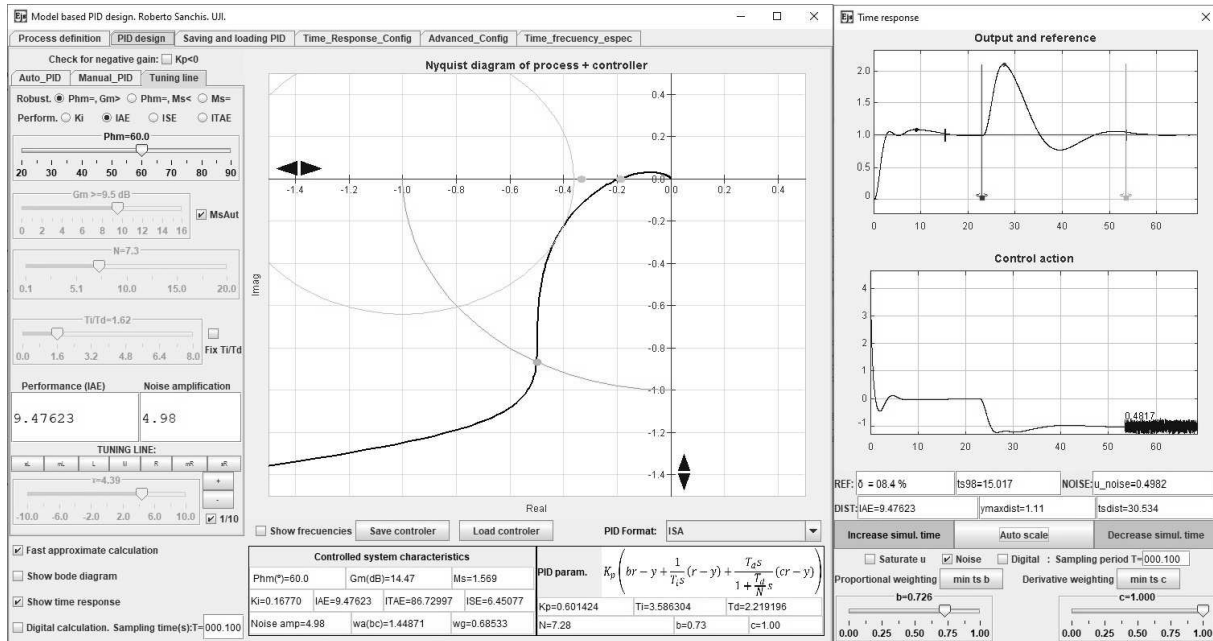 Model based PID design. Roberto Sanchis. UJI.
Process definition PID design Saving and loading PID Time_Response_Config Advanced_Config Time_frecuency_espec
Check for negative gain: Kp<0
Auto_PID Manual_PID Tuning line
Robust. Phm=, Gm> Phm=, Ms< Ms=
Perform. Ki IAE ISE ITAE
Phm=60.0
20 30 40 50 60 70 80 90
Gm >=9.5 dB
MsAut
0 2 4 6 8 10 12 14 16
N=7.3
0.1 5.1 10.0 15.0 20.0
Ti/Td=1.62
Fix Ti/Td
0.0 1.6 3.2 4.8 6.4 8.0
Performance (IAE) Noise amplification
9.47623 4.98
TUNING LINE:
mL L R mR
=4.39
+
-
-10.0 -6.0 -2.0 2.0 6.0 10.0
1/10
Fast approximate calculation
Show bode diagram
Show time response
Digital calculation. Sampling time(s):T= 000.100
Nyquist diagram of process + controller
0.4
0.2
0.0
-0.2
-0.4
-0.6
-0.8
-1.0
-1.2
-1.4
-1.4 -1.2 -1.0 -0.8 -0.6 -0.4 -0.2 0.0
Imag
Real
Show frecuencies Save controler Load controler PID Format: ISA
Controlled system characteristics
Phm(º)=60.0 Gm(dB)=14.47 Ms=1.569
Ki=0.16770 IAE=9.47623 ITAE=86.72997 ISE=6.45077
Noise amp=4.98 wa(bc)=1.44871 wg=0.68533
PID param. Kp(br − y + 1/Tis (r − y) + Tds/(1 + Td/N s) (cr − y))
Kp=0.601424 Ti=3.586304 Td=2.219196
N=7.28 b=0.73 c=1.00
Time response
Output and reference
2.0
1.5
1.0
0.5
0.0
0 10 20 30 40 50 60
Control action
4
3
2
1
0
-1
0.4817
0 10 20 30 40 50 60
REF: δ = 08.4 % ts98=15.017 NOISE: u_noise=0.4982
DIST: IAE=9.47623 ymaxdist=1.11 tsdist=30.534
Increase simul. time Auto scale Decrease simul. time
Saturate u Noise Digital : Sampling period T= 000.100
Proportional weighting min ts b Derivative weighting min ts c
b=0.726 c=1.000
0.00 0.25 0.50 0.75 1.00 0.00 0.25 0.50 0.75 1.00